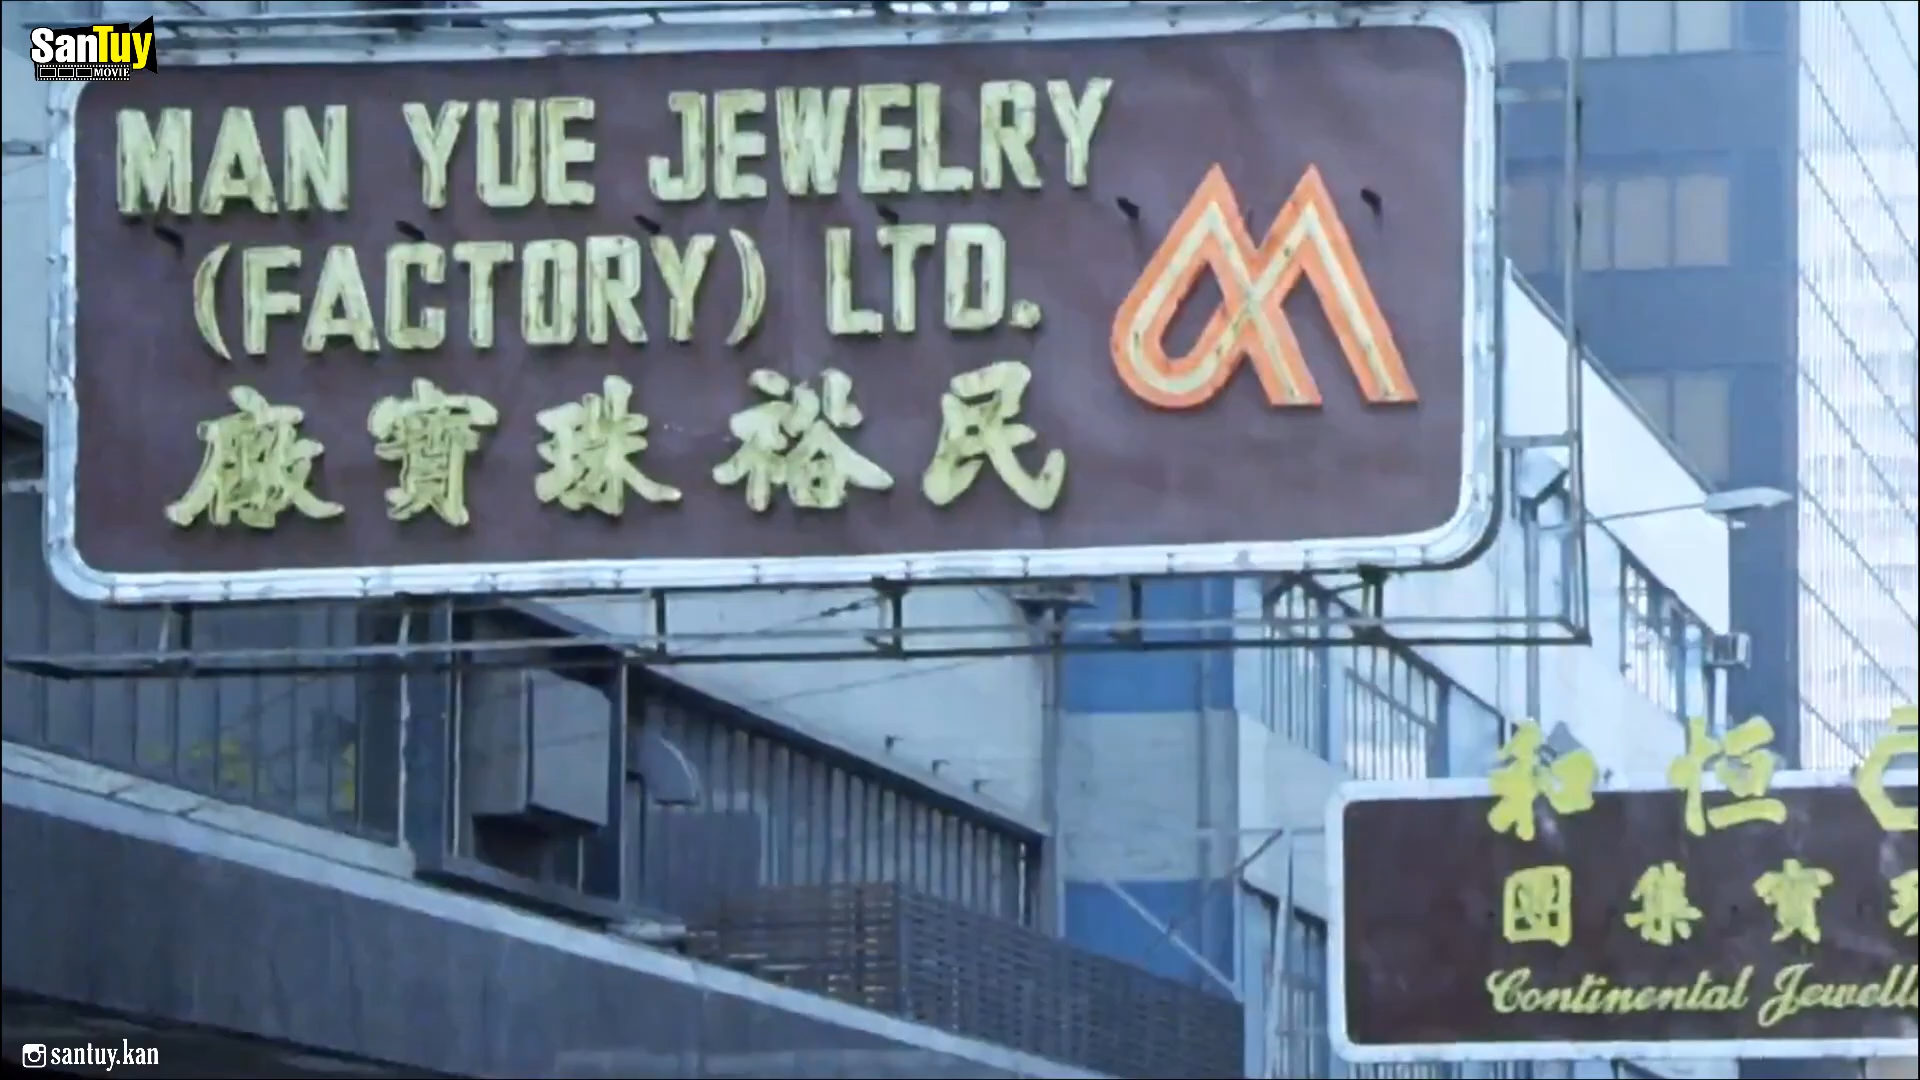 SanTuy
MOVIE
MAN YUE JEWELRY
(FACTORY) LTD.
廠寶珠裕民
和恒
團集寶
Continental
santuy.kan